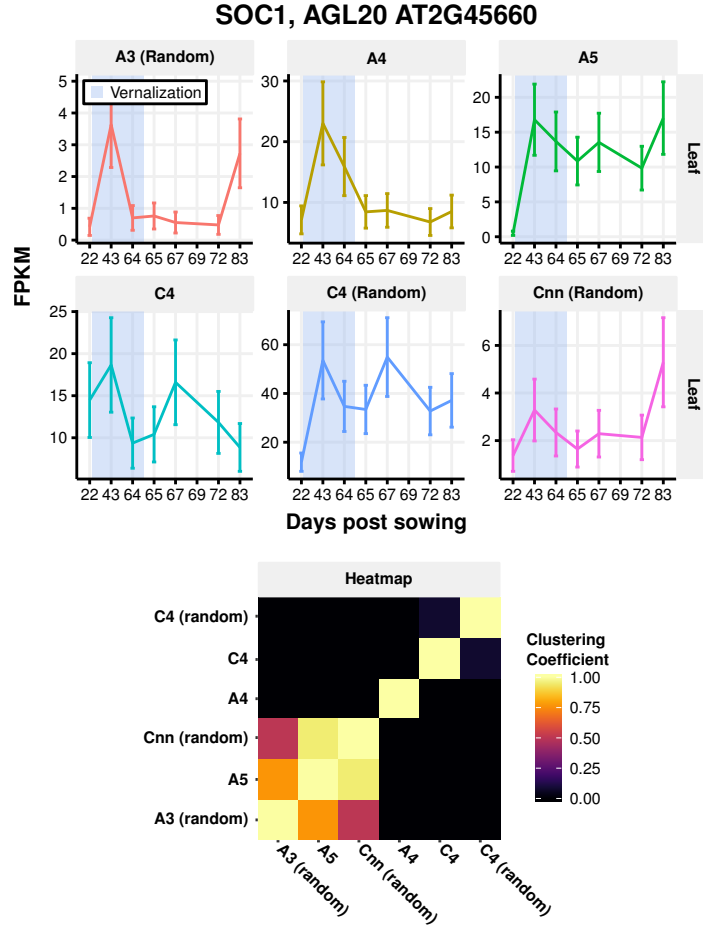 SOC1, AGL20 AT2G45660
A3 (Random)
A4
A5
Vernalization
5
4
3
2
1
0
30
20
10
20
15
10
5
0
Leaf
22 43 64 65 67 69 72 83
22 43 64 65 67 69 72 83
22 43 64 65 67 69 72 83
FPKM
C4
C4 (Random)
Cnn (Random)
25
20
15
10
60
40
20
6
4
2
Leaf
22 43 64 65 67 69 72 83
22 43 64 65 67 69 72 83
22 43 64 65 67 69 72 83
Days post sowing
Heatmap
C4 (random)
C4
A4
Cnn (random)
A5
A3 (random)
A3 (random)
A5
Cnn (random)
A4
C4
C4 (random)
Clustering
Coefficient
1.00
0.75
0.50
0.25
0.00